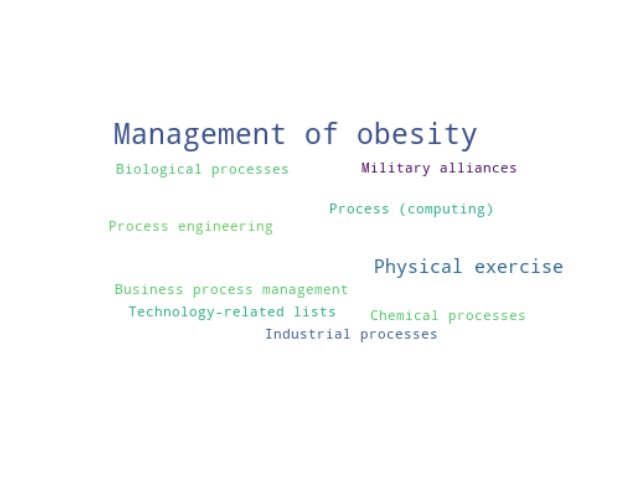 Management of obesity
Biological processes
Military alliances
Process (computing)
Process engineering
Physical exercise
Business process management
Technology-related lists
Chemical processes
Industrial processes